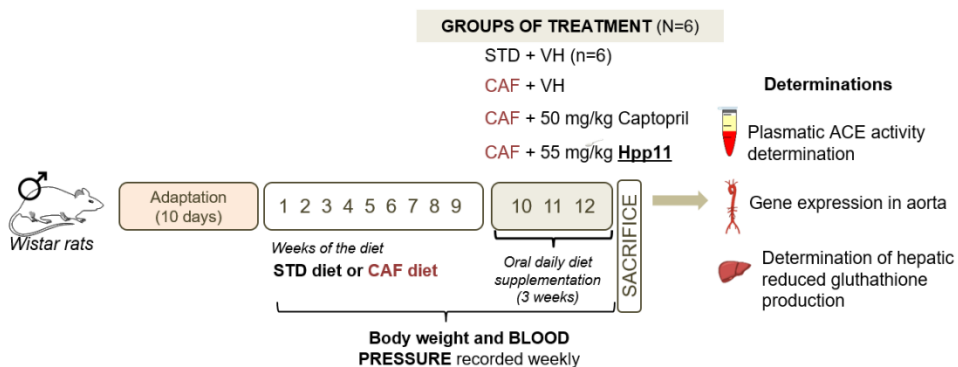 GROUPS OF TREATMENT (N=6)
STD + VH (n=6)
CAF + VH
CAF + 50 mg/kg Captopril
CAF + 55 mg/kg Hpp11
Determinations
Plasmatic ACE activity
determination
Gene expression in aorta
Determination of hepatic
reduced gluthathione
production
Wistar rats
Adaptation
(10 days)
1 2 3 4 5 6 7 8 9
10 11 12
SACRIFICE
Weeks of the diet
STD diet or CAF diet
Oral daily diet
supplementation
(3 weeks)
Body weight and BLOOD
PRESSURE recorded weekly